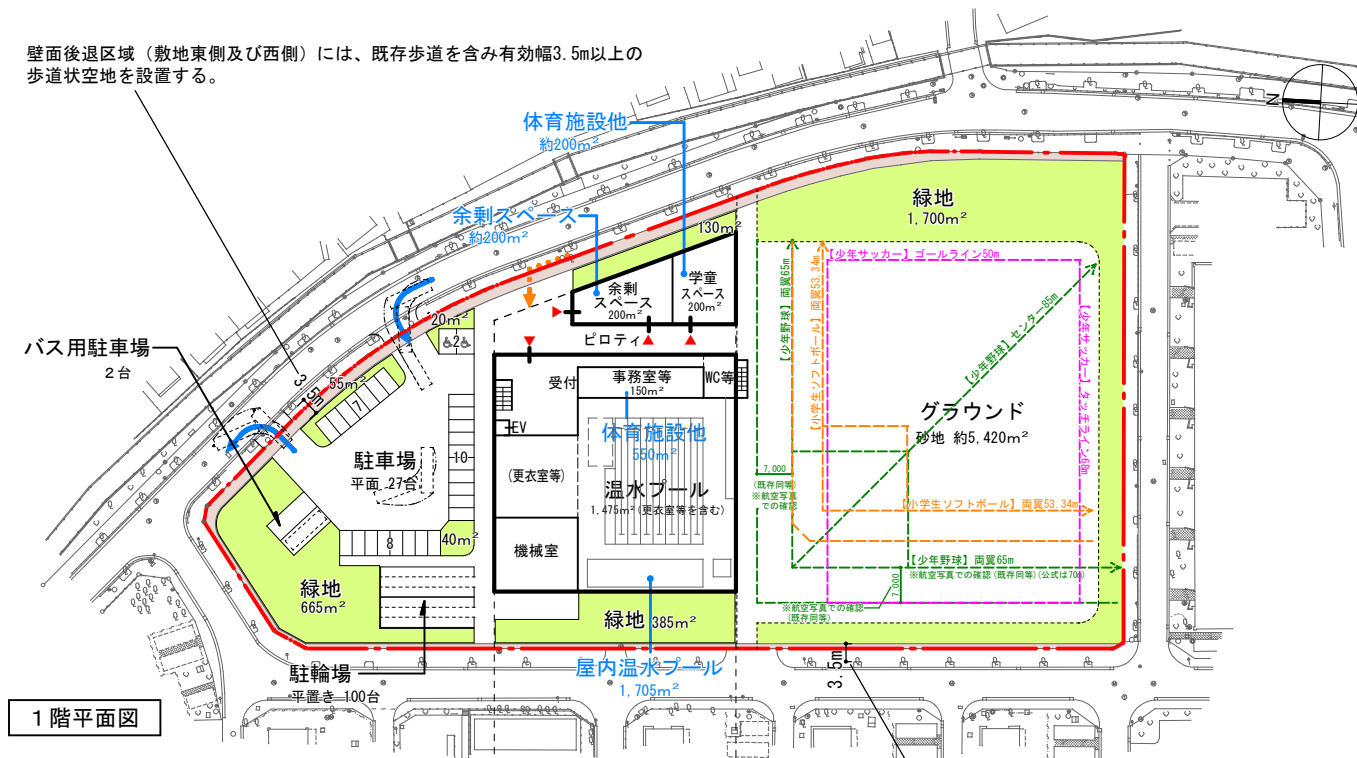 壁面後退区域（敷地東側及び西側）には、既存歩道を含み有効幅3.5m以上の
歩道状空地を設置する。
N
体育施設他
約200m²
余剰スペース
約200m²
130m²
緑地
1,700m²
余剰
スペース
200m²
学童
スペース
200m²
ピロティ
20m²
2
バス用駐車場
2台
3.5m
55m²
7
10
駐車場
平面 27台
8
40m²
受付
事務室等
150m²
WC等
EV
体育施設他
550m²
(更衣室等)
温水プール
1,475m²(更衣室等を含む)
機械室
緑地
665m²
緑地 385m²
駐輪場
平置き 100台
屋内温水プール
1,705m²
【少年サッカー】ゴールライン50m
【少年野球】両翼65m
【小学生ソフトボール】両翼53.34m
【少年野球】センター85m
【少年サッカー】タッチライン68m
グラウンド
砂地 約5,420m²
7,000
(既存同等)
※航空写真
での確認
【小学生ソフトボール】両翼53.34m
【少年野球】両翼65m
※航空写真での確認(既存同等)(公式は70m)
7,000
※航空写真での確認
(既存同等)
3.5m
1階平面図